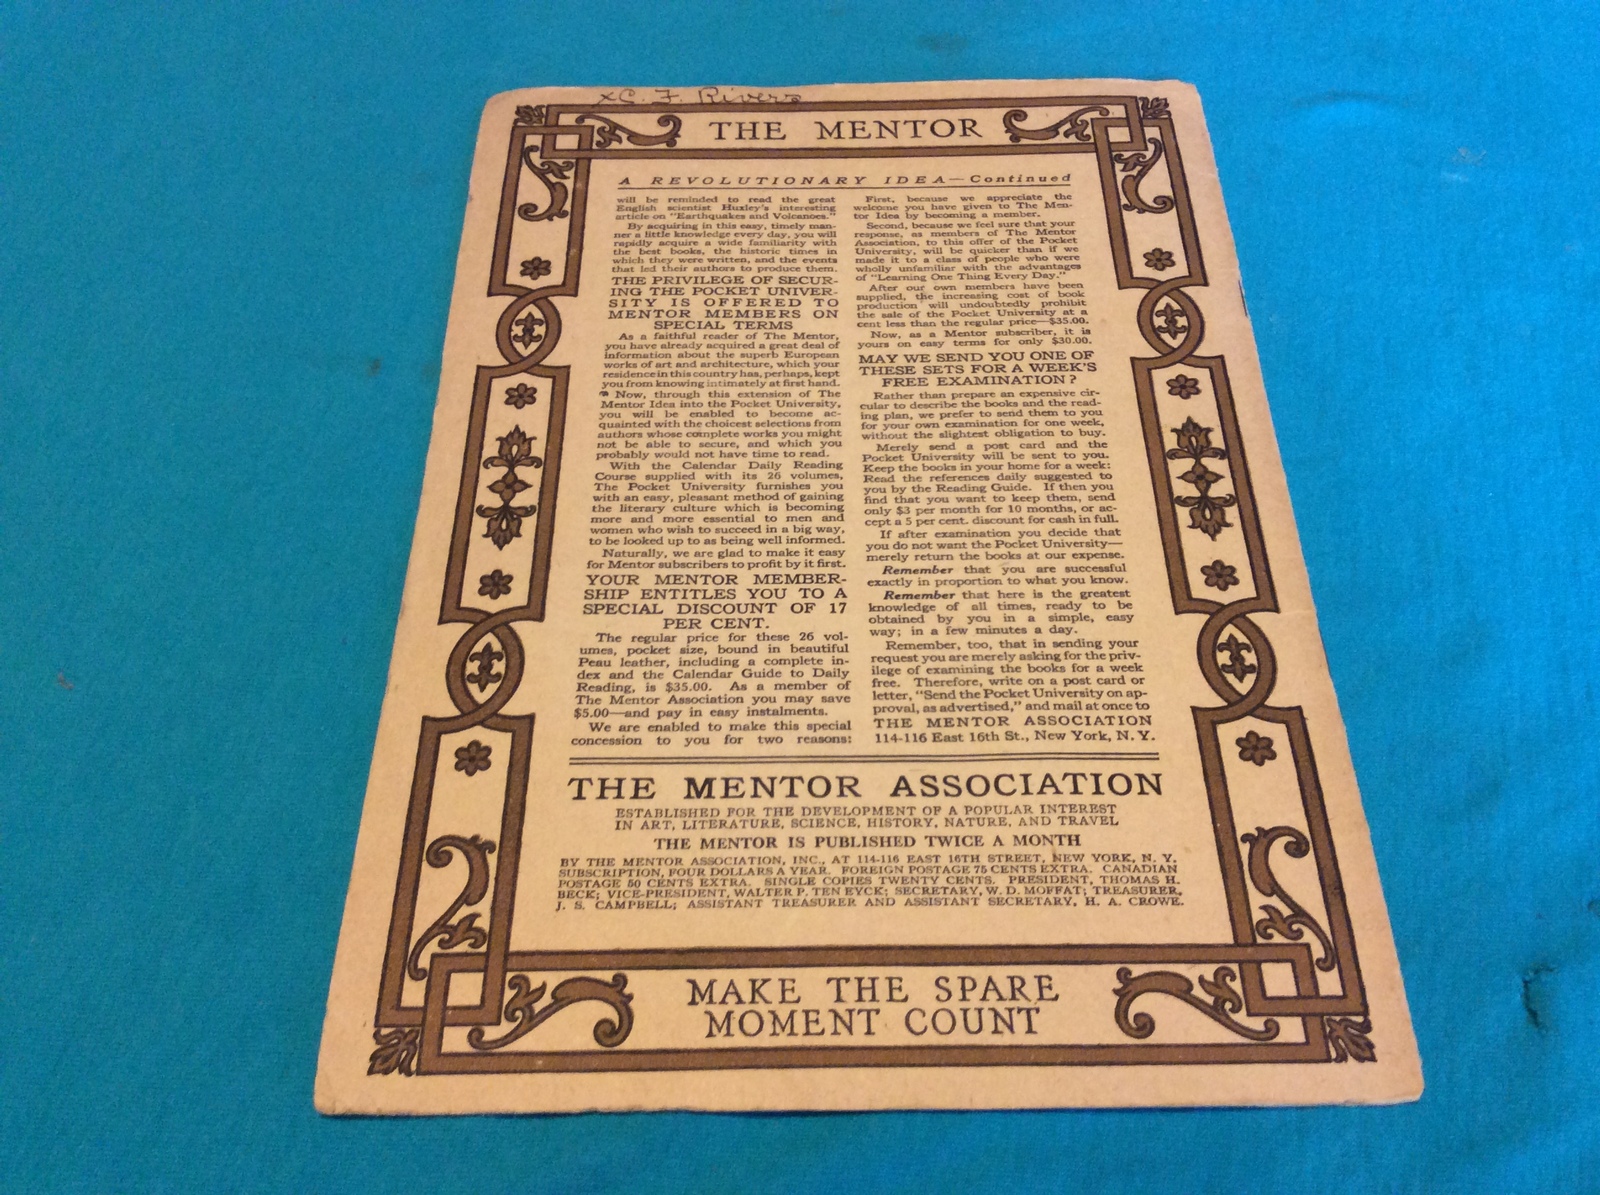 xC. F. Rivers
THE MENTOR
A REVOLUTIONARY IDEA—Continued
will be reminded to read the great
English scientist Huxley's interesting
article on "Earthquakes and Volcanoes."
By acquiring in this easy, timely man-
ner a little knowledge every day, you will
rapidly acquire a wide familiarity with
the best books, the historic times in
which they were written, and the events
that led their authors to produce them.
THE PRIVILEGE OF SECUR-
ING THE POCKET UNIVER-
SITY IS OFFERED TO
MENTOR MEMBERS ON
SPECIAL TERMS
As a faithful reader of The Mentor,
you have already acquired a great deal of
information about the superb European
works of art and architecture, which your
residence in this country has, perhaps, kept
you from knowing intimately at first hand.
Now, through this extension of The
Mentor Idea into the Pocket University,
you will be enabled to become ac-
quainted with the choicest selections from
authors whose complete works you might
not be able to secure, and which you
probably would not have time to read.
With the Calendar Daily Reading
Course supplied with its 26 volumes,
The Pocket University furnishes you
with an easy, pleasant method of gaining
the literary culture which is becoming
more and more essential to men and
women who wish to succeed in a big way,
to be looked up to as being well informed.
Naturally, we are glad to make it easy
for Mentor subscribers to profit by it first.
YOUR MENTOR MEMBER-
SHIP ENTITLES YOU TO A
SPECIAL DISCOUNT OF 17
PER CENT.
The regular price for these 26 vol-
umes, pocket size, bound in beautiful
Peau leather, including a complete in-
dex and the Calendar Guide to Daily
Reading, is $35.00. As a member of
The Mentor Association you may save
$5.00—and pay in easy instalments.
We are enabled to make this special
concession to you for two reasons:
First, because we appreciate the
welcome you have given to The Men-
tor Idea by becoming a member.
Second, because we feel sure that your
response, as members of The Mentor
Association, to this offer of the Pocket
University, will be quicker than if we
made it to a class of people who were
wholly unfamiliar with the advantages
of "Learning One Thing Every Day."
After our own members have been
supplied, the increasing cost of book
production will undoubtedly prohibit
the sale of the Pocket University at a
cent less than the regular price—$35.00.
Now, as a Mentor subscriber, it is
yours on easy terms for only $30.00.
MAY WE SEND YOU ONE OF
THESE SETS FOR A WEEK'S
FREE EXAMINATION?
Rather than prepare an expensive cir-
cular to describe the books and the read-
ing plan, we prefer to send them to you
for your own examination for one week,
without the slightest obligation to buy.
Merely send a post card and the
Pocket University will be sent to you.
Keep the books in your home for a week:
Read the references daily suggested to
you by the Reading Guide. If then you
find that you want to keep them, send
only $3 per month for 10 months, or ac-
cept a 5 per cent. discount for cash in full.
If after examination you decide that
you do not want the Pocket University—
merely return the books at our expense.
Remember that you are successful
exactly in proportion to what you know.
Remember that here is the greatest
knowledge of all times, ready to be
obtained by you in a simple, easy
way; in a few minutes a day.
Remember, too, that in sending your
request you are merely asking for the priv-
ilege of examining the books for a week
free. Therefore, write on a post card or
letter, "Send the Pocket University on ap-
proval, as advertised," and mail at once to
THE MENTOR ASSOCIATION
114-116 East 16th St., New York, N. Y.
THE MENTOR ASSOCIATION
ESTABLISHED FOR THE DEVELOPMENT OF A POPULAR INTEREST
IN ART, LITERATURE, SCIENCE, HISTORY, NATURE, AND TRAVEL
THE MENTOR IS PUBLISHED TWICE A MONTH
BY THE MENTOR ASSOCIATION, INC., AT 114-116 EAST 16TH STREET, NEW YORK, N. Y.
SUBSCRIPTION, FOUR DOLLARS A YEAR. FOREIGN POSTAGE 75 CENTS EXTRA. CANADIAN
POSTAGE 50 CENTS EXTRA. SINGLE COPIES TWENTY CENTS. PRESIDENT, THOMAS H.
BECK; VICE-PRESIDENT, WALTER P. TEN EYCK; SECRETARY, W. D. MOFFAT; TREASURER,
J. S. CAMPBELL; ASSISTANT TREASURER AND ASSISTANT SECRETARY, H. A. CROWE.
MAKE THE SPARE
MOMENT COUNT